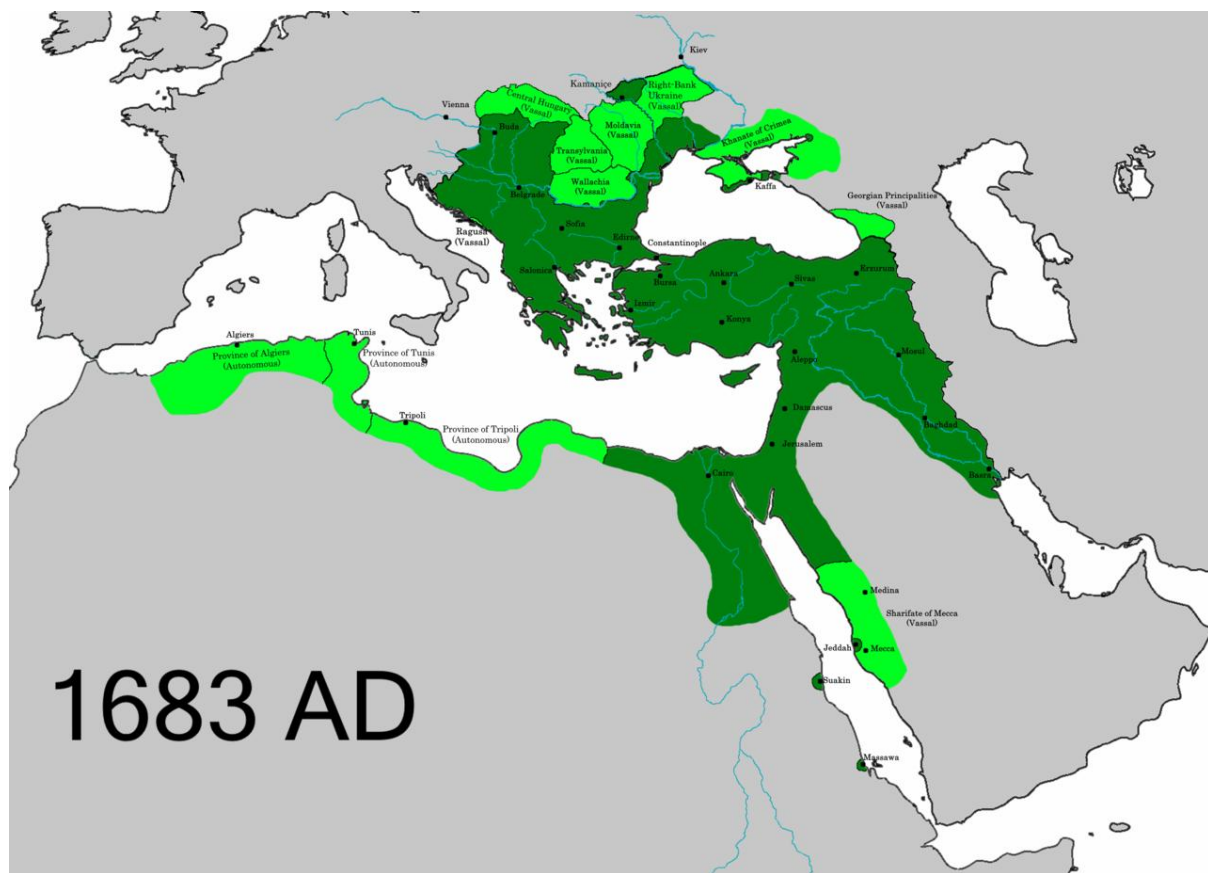 Kiev
Kamaniçe
Right-Bank
Ukraine
(Vassal)
Central Hungary
(Vassal)
Vienna
Buda
Moldavia
(Vassal)
Khanate of Crimea
(Vassal)
Transylvania
(Vassal)
Wallachia
(Vassal)
Kaffa
Belgrade
Georgian Principalities
(Vassal)
Ragusa
(Vassal)
Sofia
Edirne
Constantinople
Salonica
Bursa
Ankara
Sivas
Erzurum
Izmir
Konya
Algiers
Tunis
Province of Algiers
(Autonomous)
Province of Tunis
(Autonomous)
Aleppo
Mosul
Tripoli
Province of Tripoli
(Autonomous)
Damascus
Baghdad
Jerusalem
Cairo
Basra
Medina
Sharifate of Mecca
(Vassal)
Jeddah
Mecca
Suakin
Massawa
1683 AD